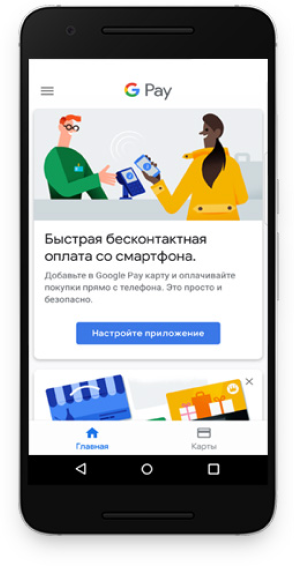 G Pay
Быстрая бесконтактная
оплата со смартфона.
Добавьте в Google Pay карту и оплачивайте
покупки прямо с телефона. Это просто и
безопасно.
Настройте приложение
Главная
Карты